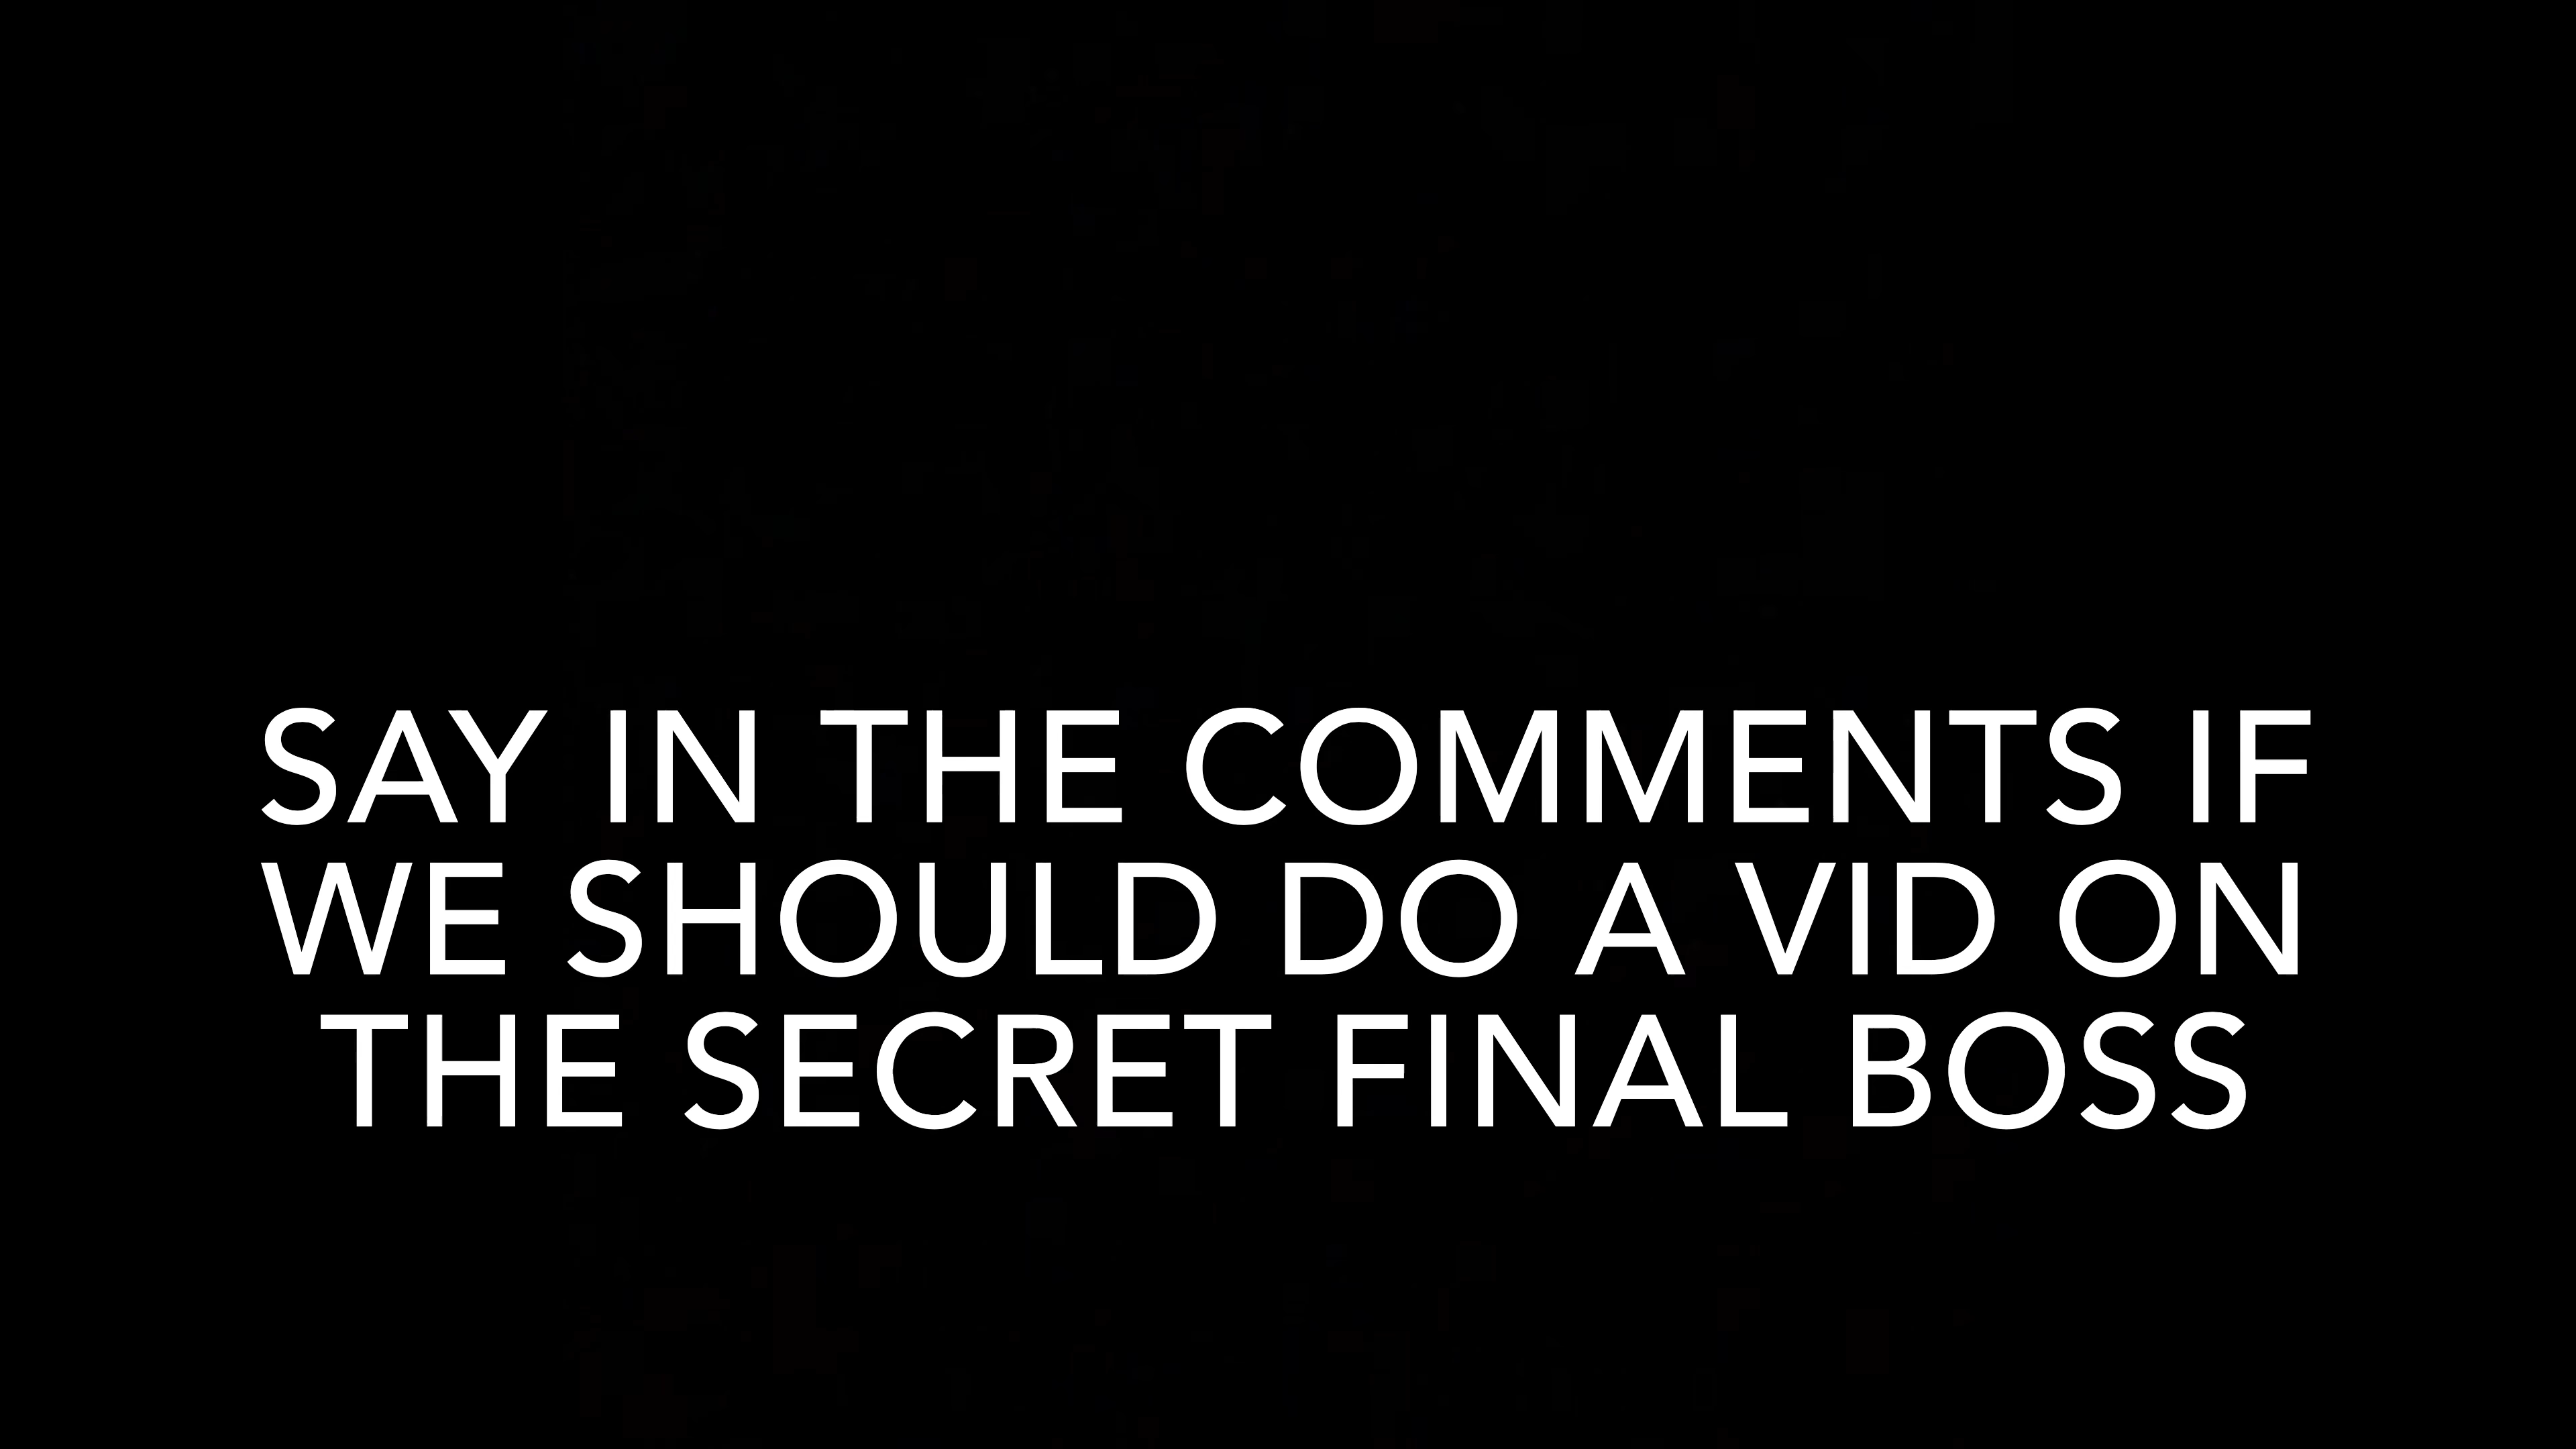 SAY IN THE COMMENTS IF
WE SHOULD DO A VID ON
THE SECRET FINAL BOSS